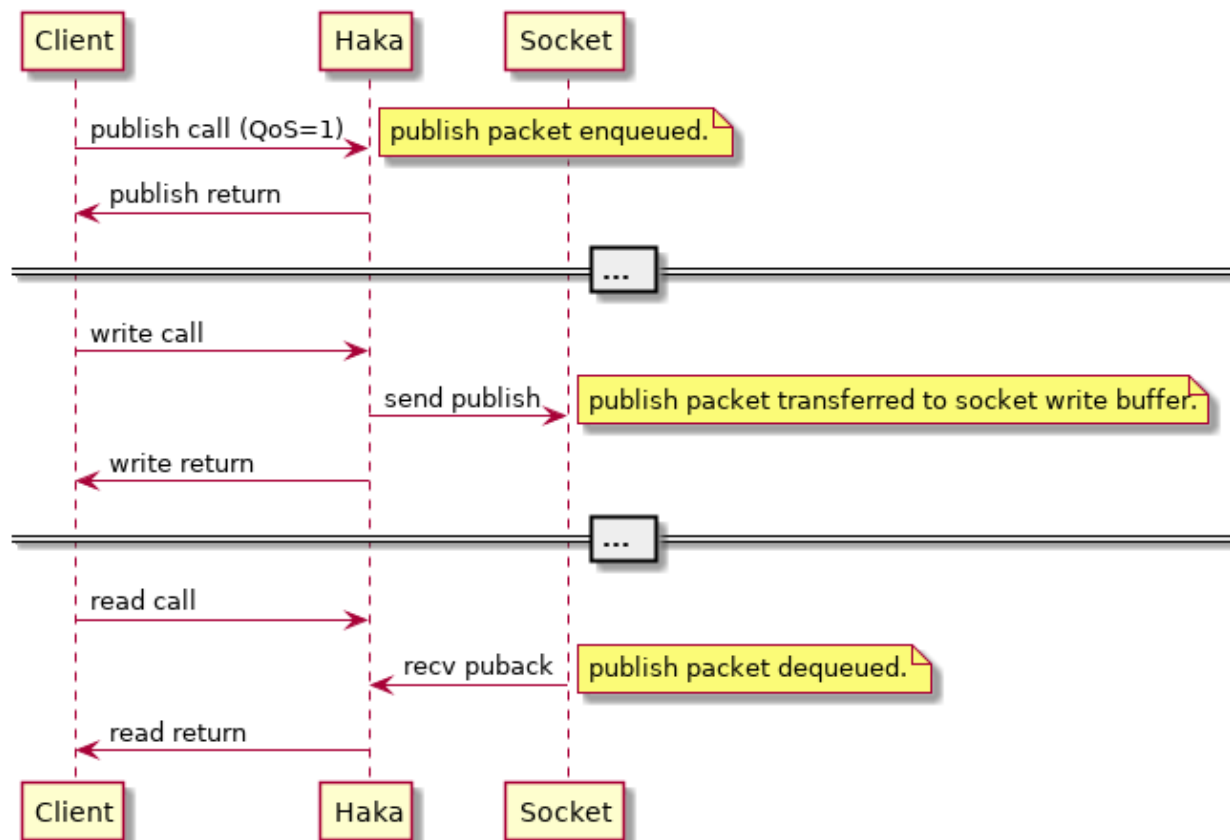 Client Haka Socket
publish call (QoS=1) publish packet enqueued.
publish return
...
write call
send publish publish packet transferred to socket write buffer.
write return
...
read call
recv puback publish packet dequeued.
read return
Client Haka Socket